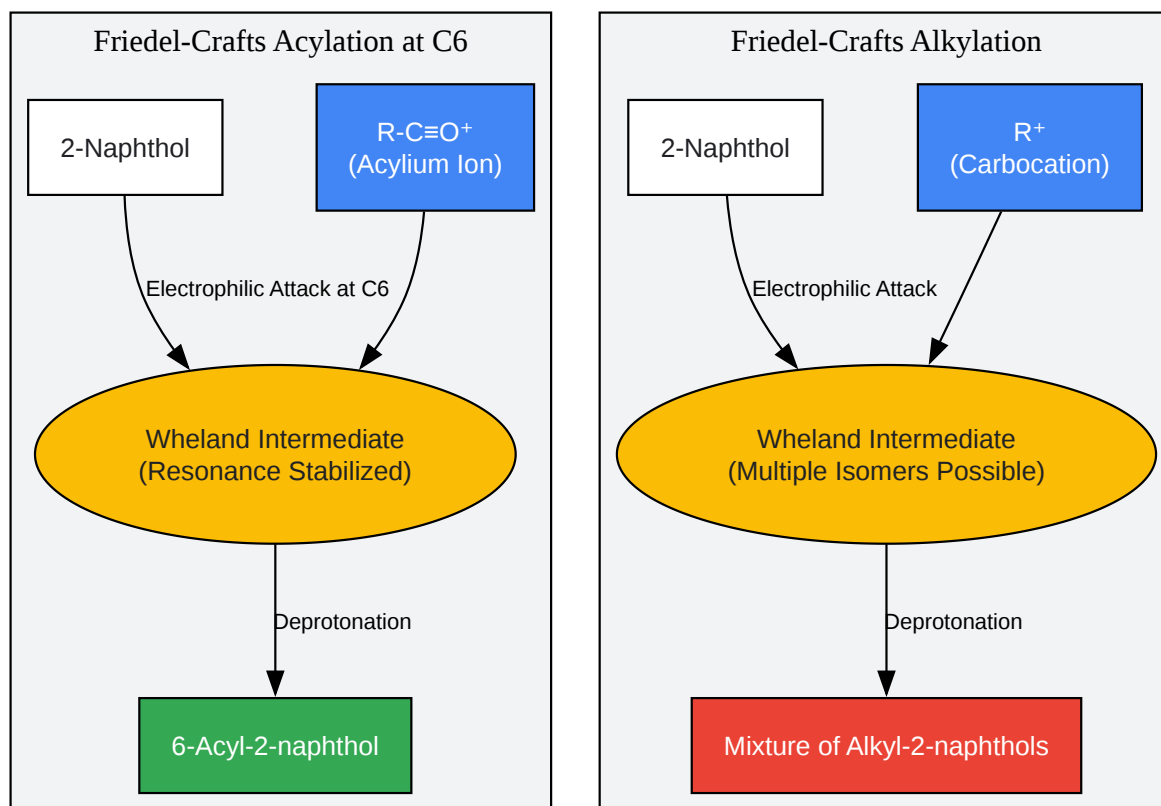 Friedel-Crafts Acylation at C6
2-Naphthol
R-C≡O⁺
(Acylium Ion)
Electrophilic Attack at C6
Wheland Intermediate
(Resonance Stabilized)
Deprotonation
6-Acyl-2-naphthol
Friedel-Crafts Alkylation
2-Naphthol
R⁺
(Carbocation)
Electrophilic Attack
Wheland Intermediate
(Multiple Isomers Possible)
Deprotonation
Mixture of Alkyl-2-naphthols